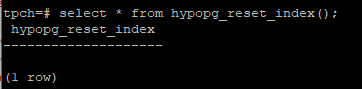 tpch=# select * from hypopg_reset_index();
 hypopg_reset_index
--------------------

(1 row)